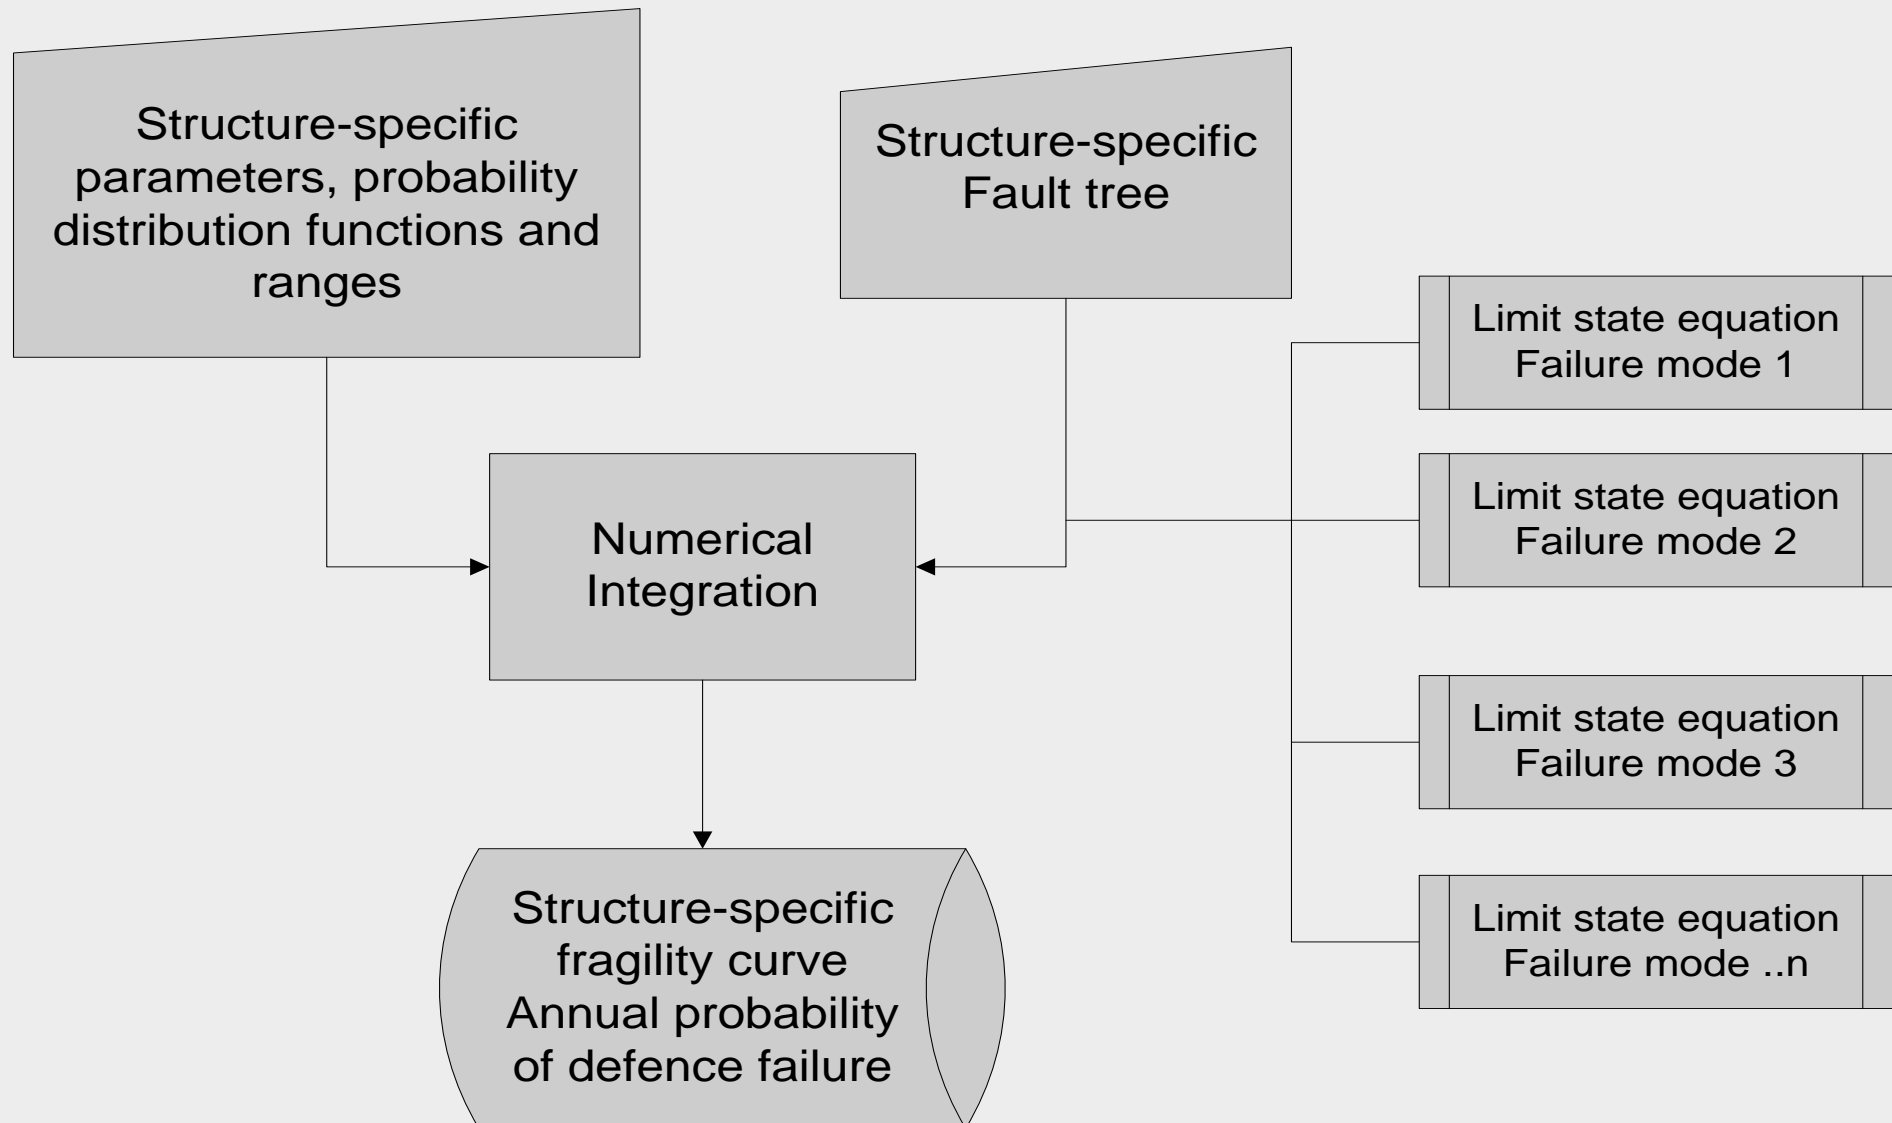 Structure-specific
parameters, probability
distribution functions and
ranges
Structure-specific
Fault tree
Limit state equation
Failure mode 1
Limit state equation
Failure mode 2
Numerical
Integration
Limit state equation
Failure mode 3
Structure-specific
fragility curve
Annual probability
of defence failure
Limit state equation
Failure mode ..n